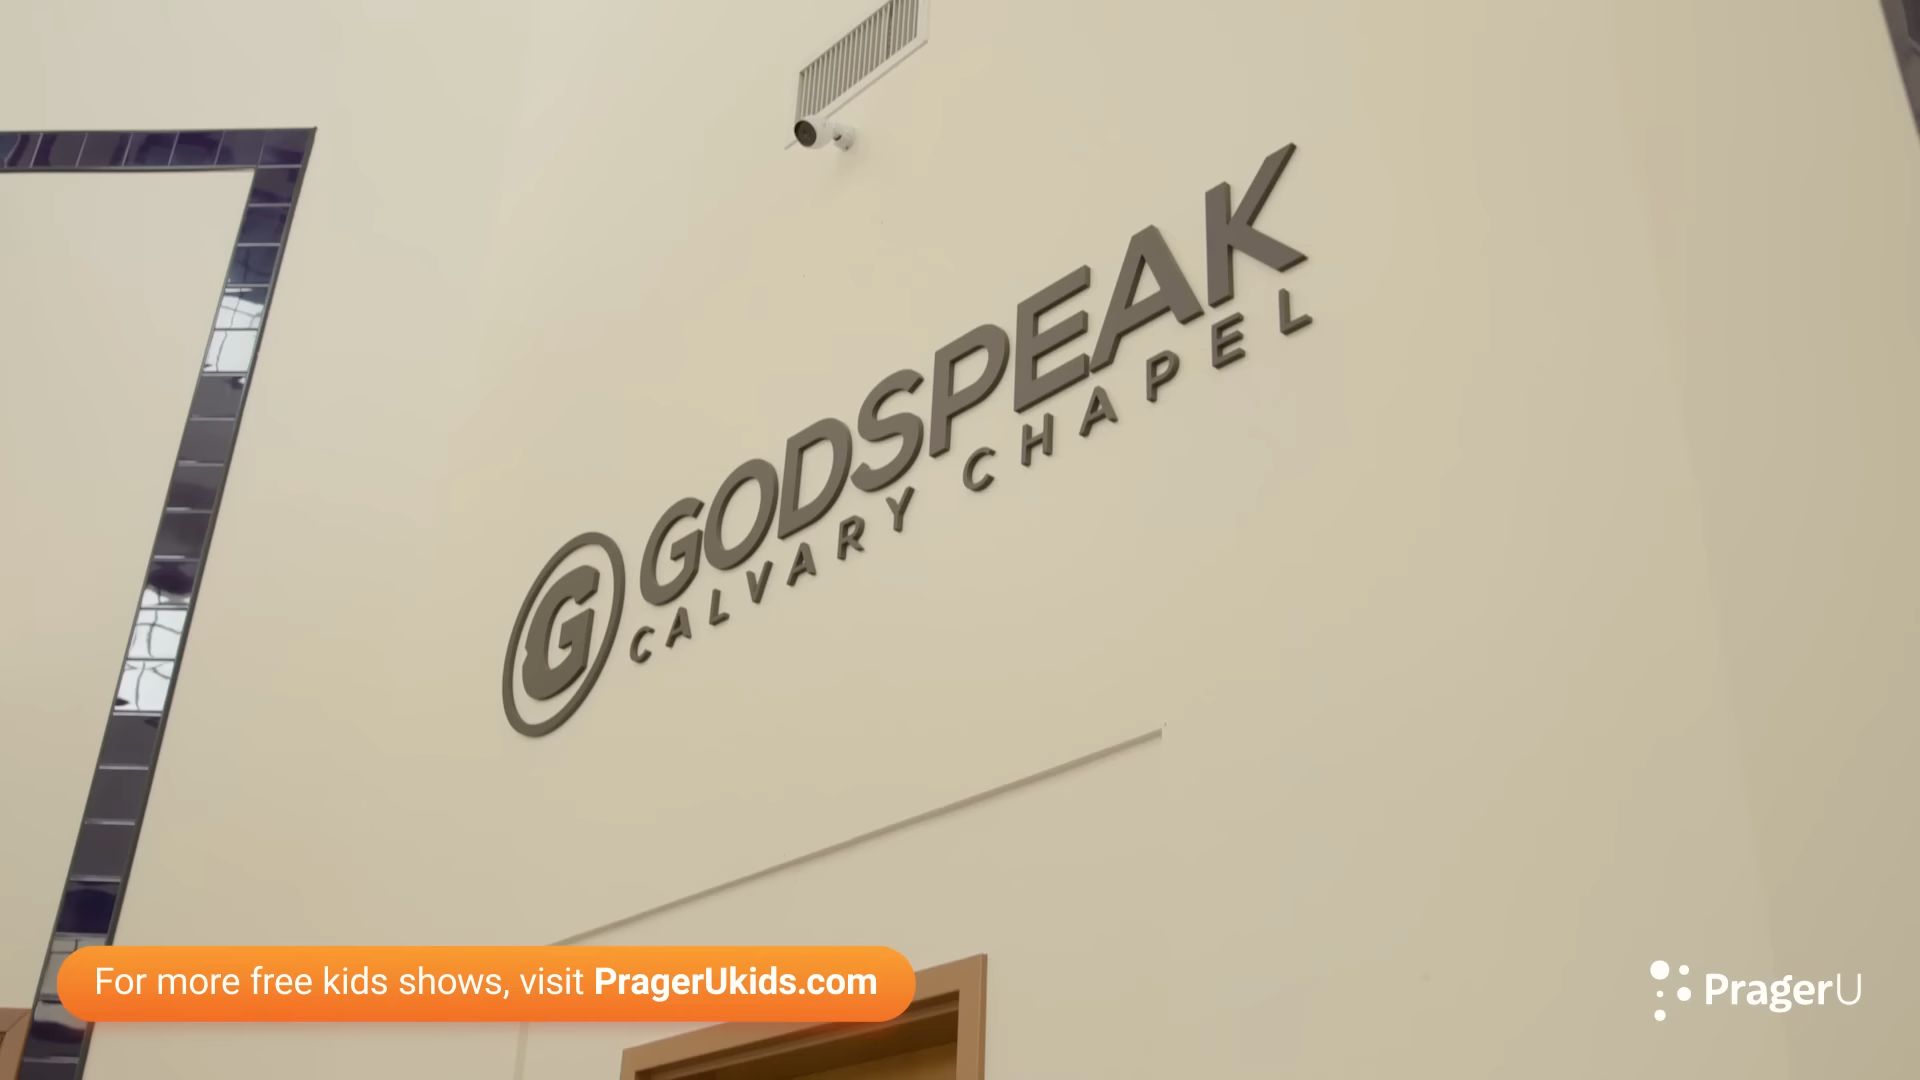 GODSPEAK
G
CALVARY CHAPEL
For more free kids shows, visit PragerUkids.com
PragerU